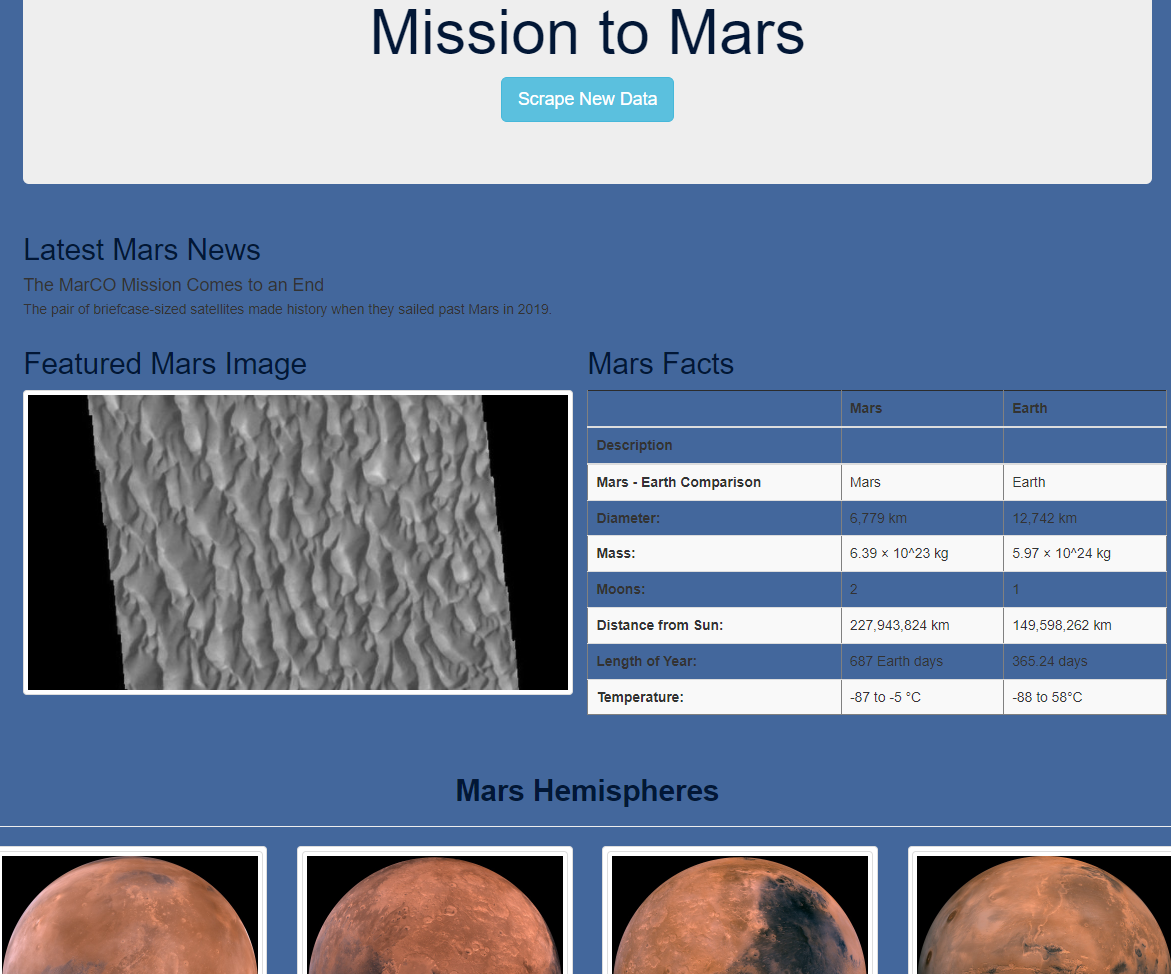 Mission to Mars
Scrape New Data
Latest Mars News
The MarCO Mission Comes to an End
The pair of briefcase-sized satellites made history when they sailed past Mars in 2019.
Featured Mars Image
Mars Facts
Mars Earth
Description
Mars - Earth Comparison Mars Earth
Diameter: 6,779 km 12,742 km
Mass: 6.39 × 10^23 kg 5.97 × 10^24 kg
Moons: 2 1
Distance from Sun: 227,943,824 km 149,598,262 km
Length of Year: 687 Earth days 365.24 days
Temperature: -87 to -5 °C -88 to 58°C
Mars Hemispheres